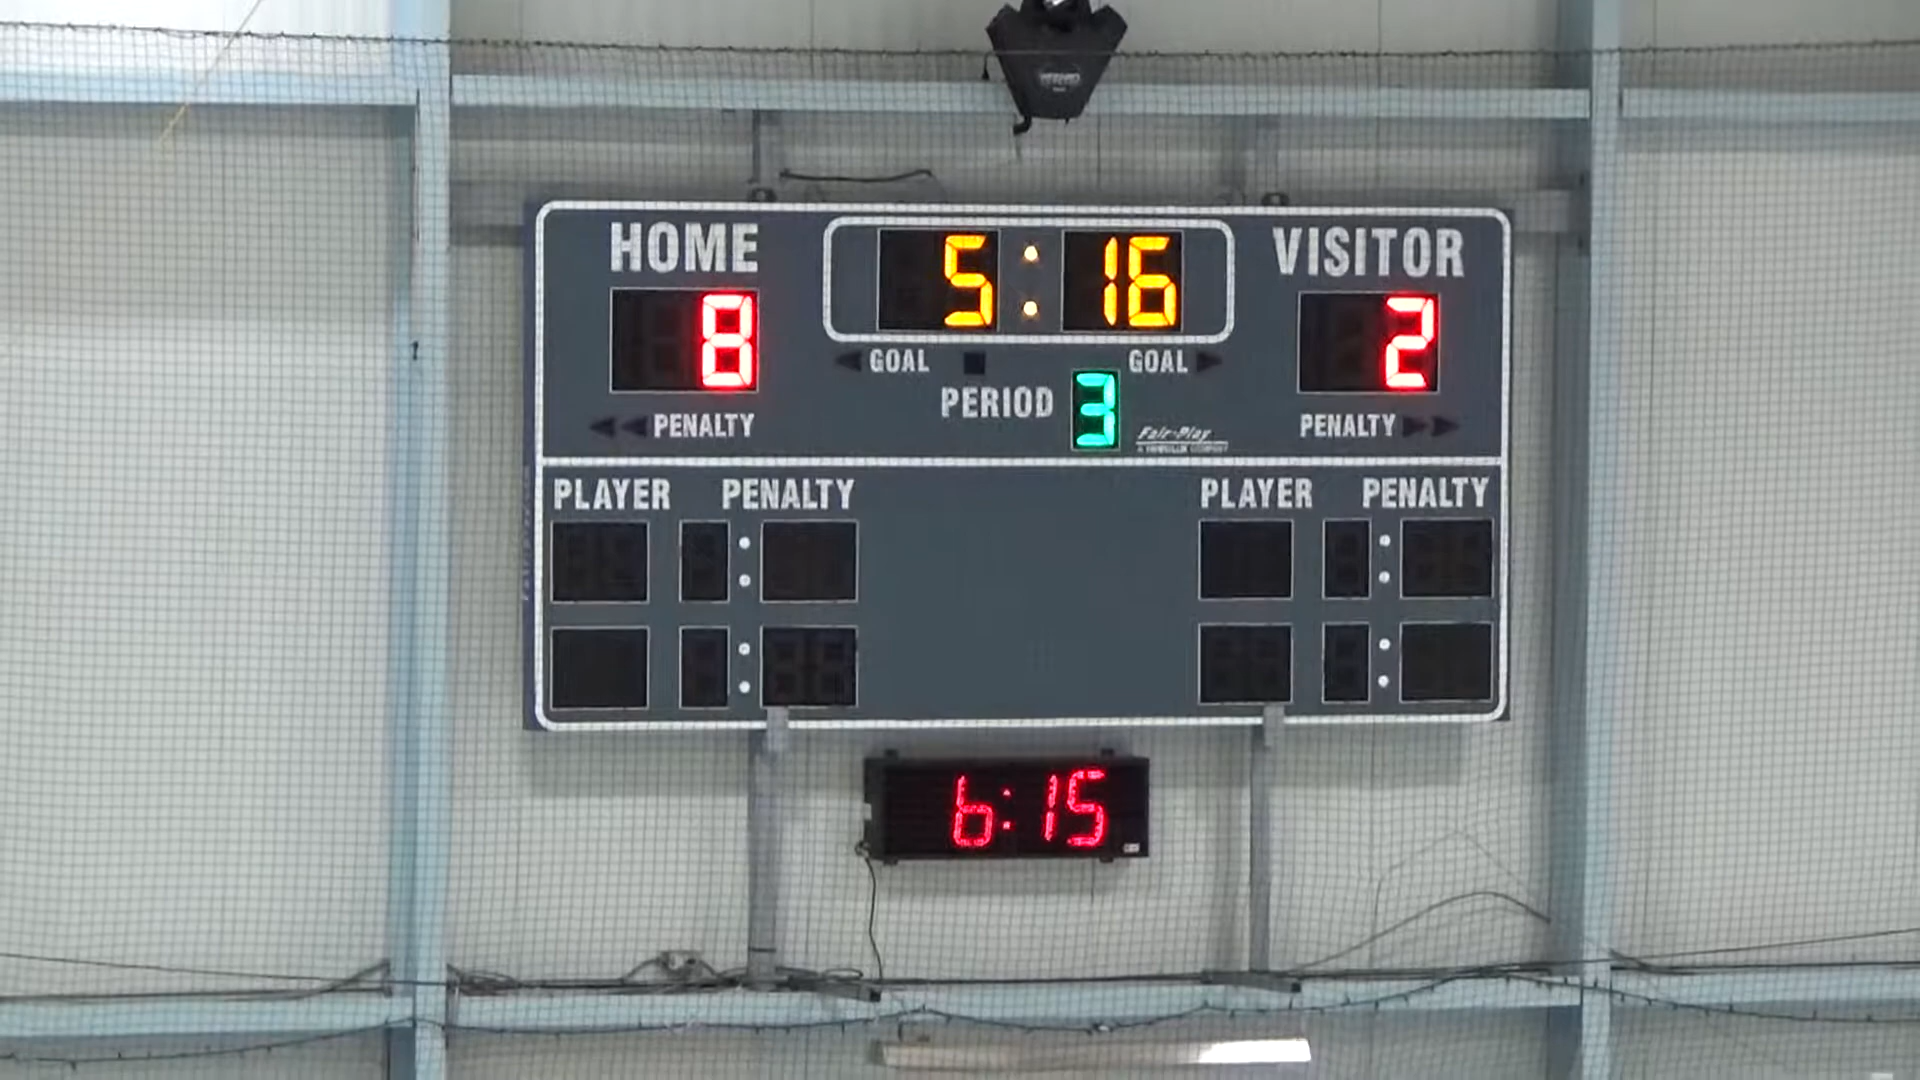 HOME 5:16 VISITOR
8 2
GOAL GOAL
PERIOD 3
PENALTY PENALTY
Fair-Play
PLAYER PENALTY PLAYER PENALTY
6:15